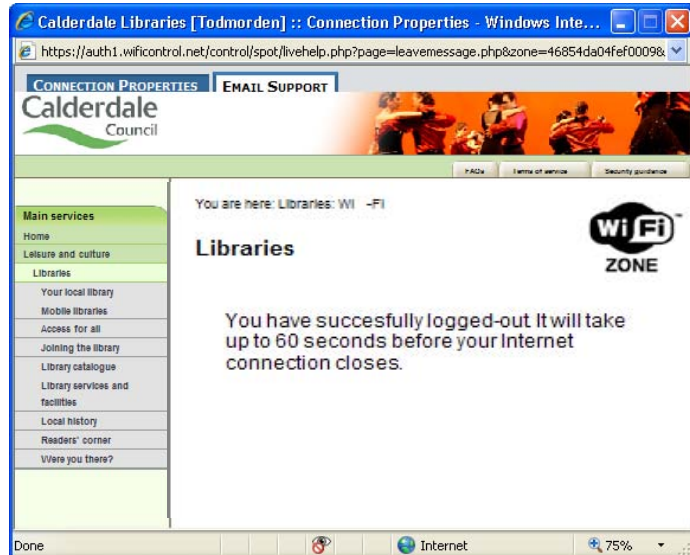 Calderdale Libraries [Todmorden] :: Connection Properties - Windows Inte...
https://auth1.wificontrol.net/control/spot/livehelp.php?page=leavemessage.php&zone=46854da04fef0009&
CONNECTION PROPERTIES EMAIL SUPPORT
Calderdale
Council
FAQs Terms of service Security guidance
You are here: Libraries: WI -FI
Main services
Home
Leisure and culture
Libraries
Your local library
Mobile libraries
Access for all
Joining the library
Library catalogue
Library services and
facilities
Local history
Readers' corner
Were you there?
Libraries
Wi Fi
ZONE
You have succesfully logged-out. It will take
up to 60 seconds before your Internet
connection closes.
Done Internet 75%